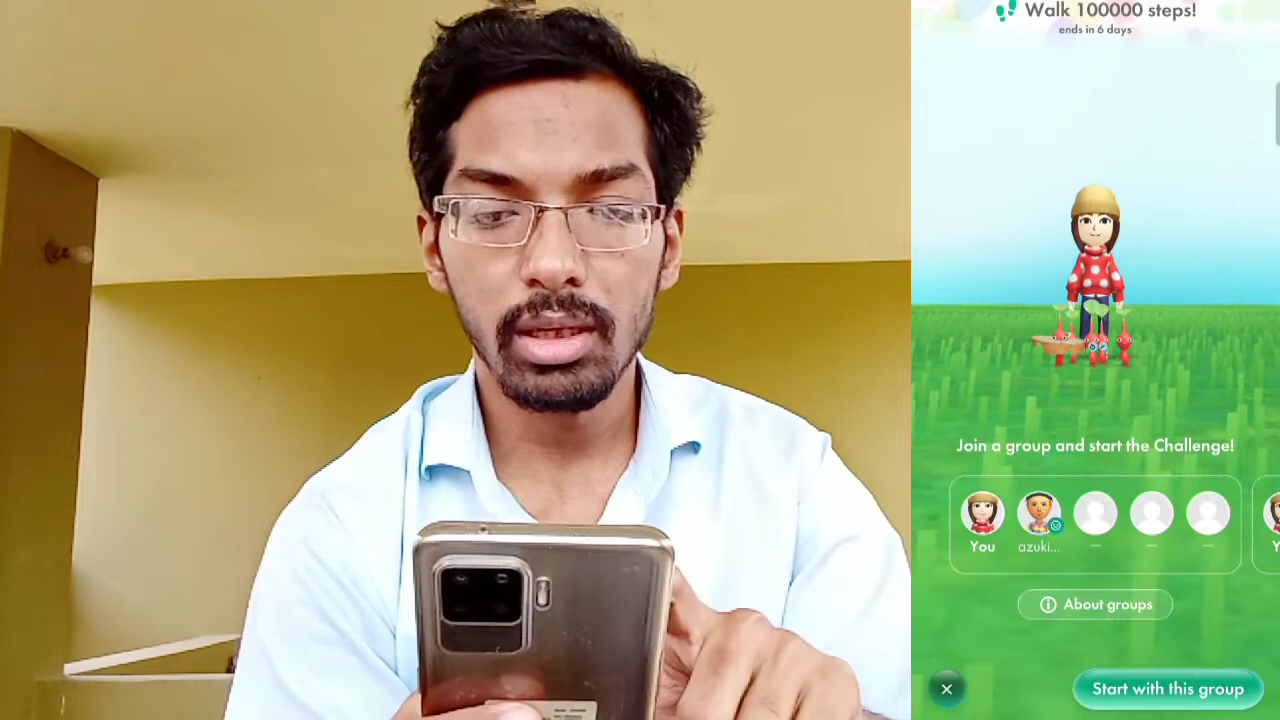 Walk 100000 steps!
ends in 6 days
Join a group and start the Challenge!
You
azuki...
About groups
Start with this group